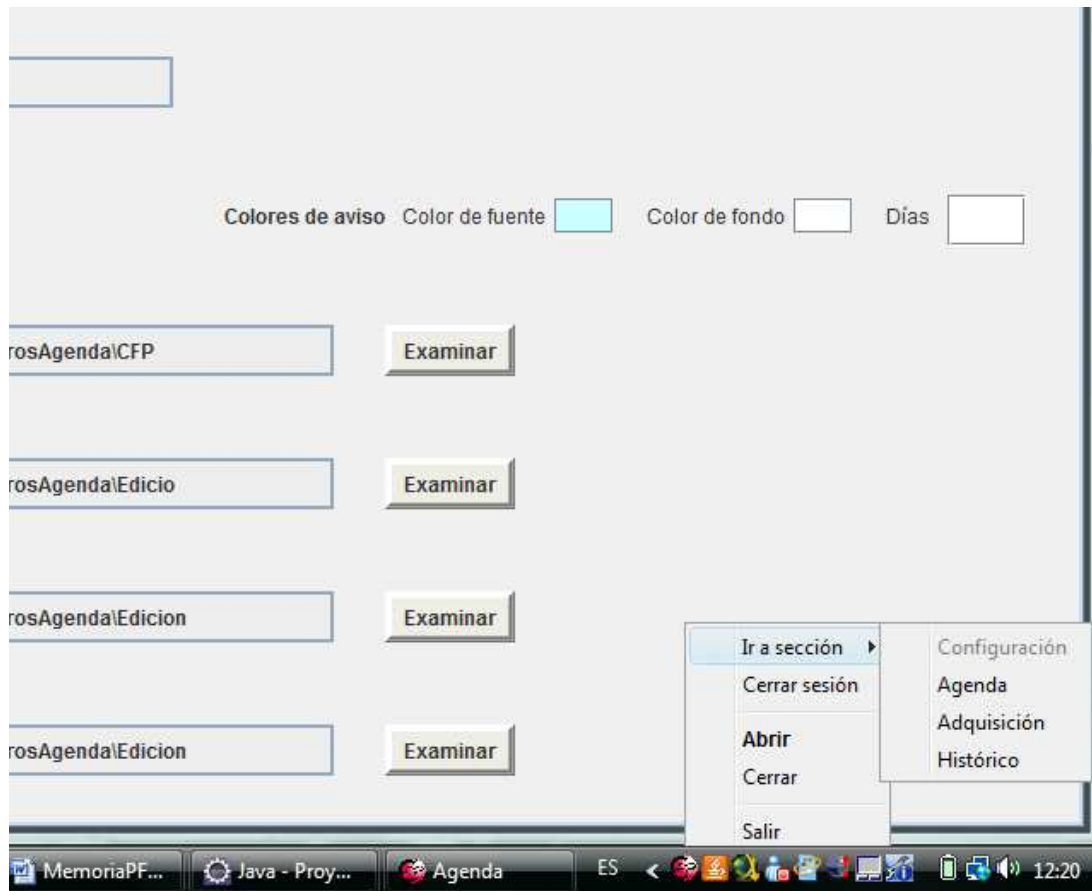 Colores de aviso Color de fuente Color de fondo Días
rosAgenda\CFP Examinar
rosAgenda\Edicio Examinar
rosAgenda\Edicion Examinar
rosAgenda\Edicion Examinar
Ir a sección
Cerrar sesión
Abrir
Cerrar
Salir
Configuración
Agenda
Adquisición
Histórico
MemoriaPF... Java - Proy... Agenda ES < 12:20